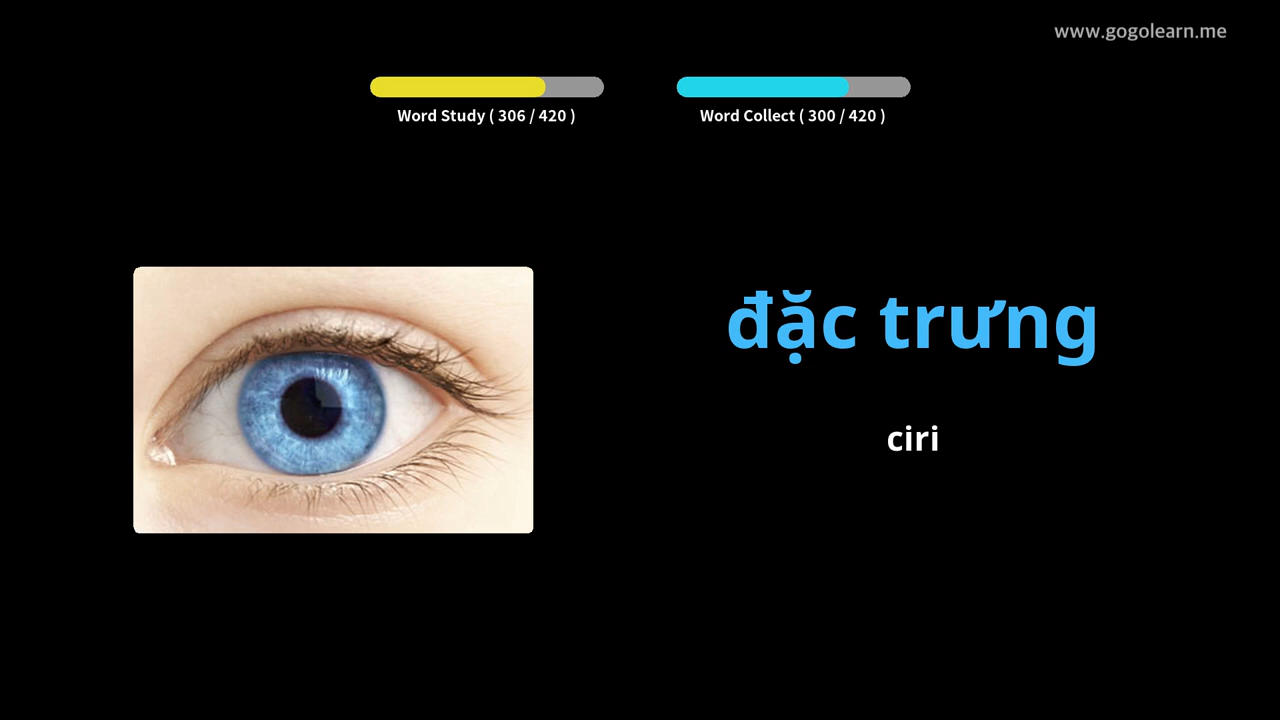 www.gogolearn.me
Word Study ( 306 / 420 )
Word Collect ( 300 / 420 )
đặc trưng
ciri